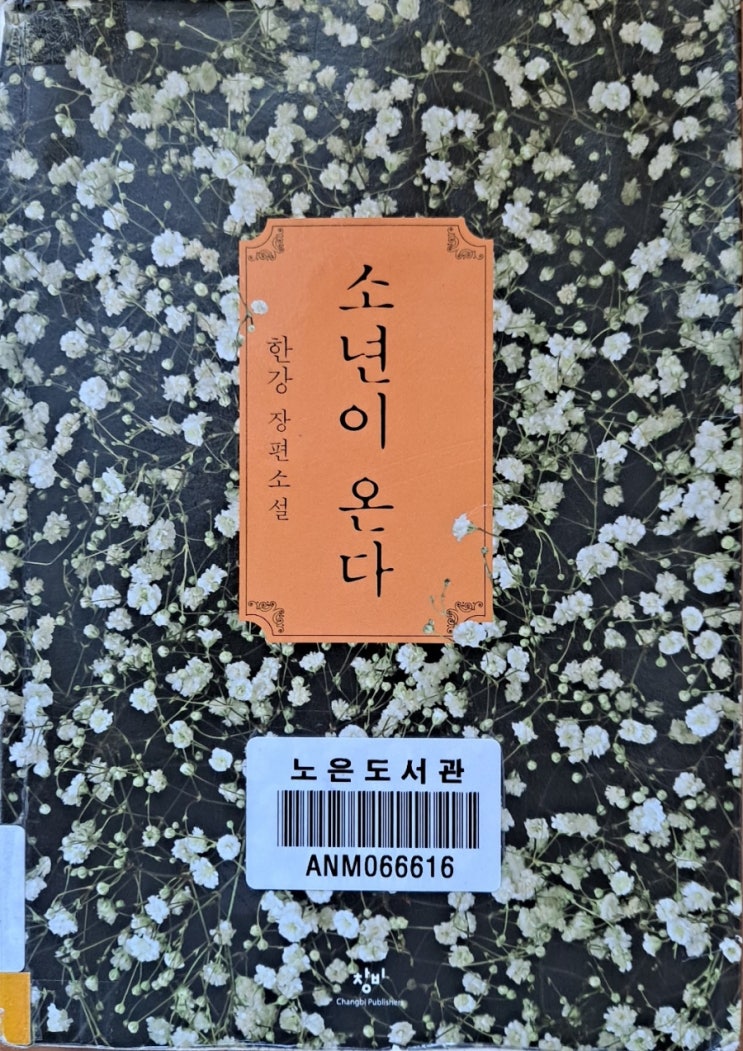 소년이 온다
한강 장편소설
노은도서관
ANM066616
창비
Changbi Publishers